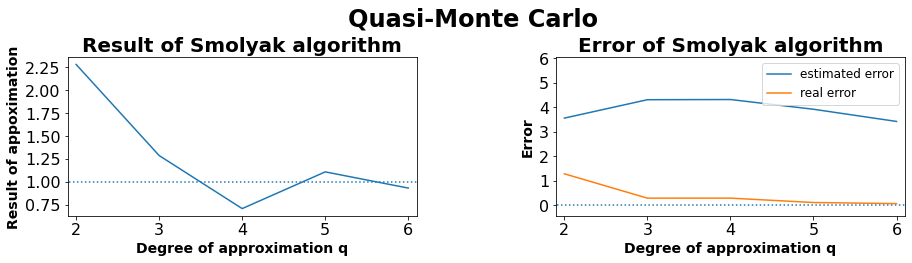 Quasi-Monte Carlo
Result of Smolyak algorithm
Result of appoximation
2.25
2.00
1.75
1.50
1.25
1.00
0.75
2 3 4 5 6
Degree of approximation q
Error of Smolyak algorithm
Error
6
5
4
3
2
1
0
estimated error
real error
2 3 4 5 6
Degree of approximation q